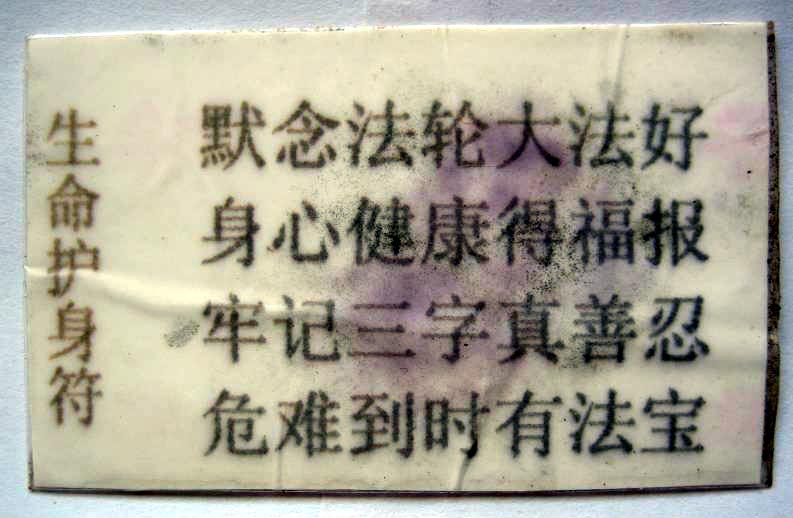 生命护身符
默念法轮大法好
身心健康得福报
牢记三字真善忍
危难到时有法宝